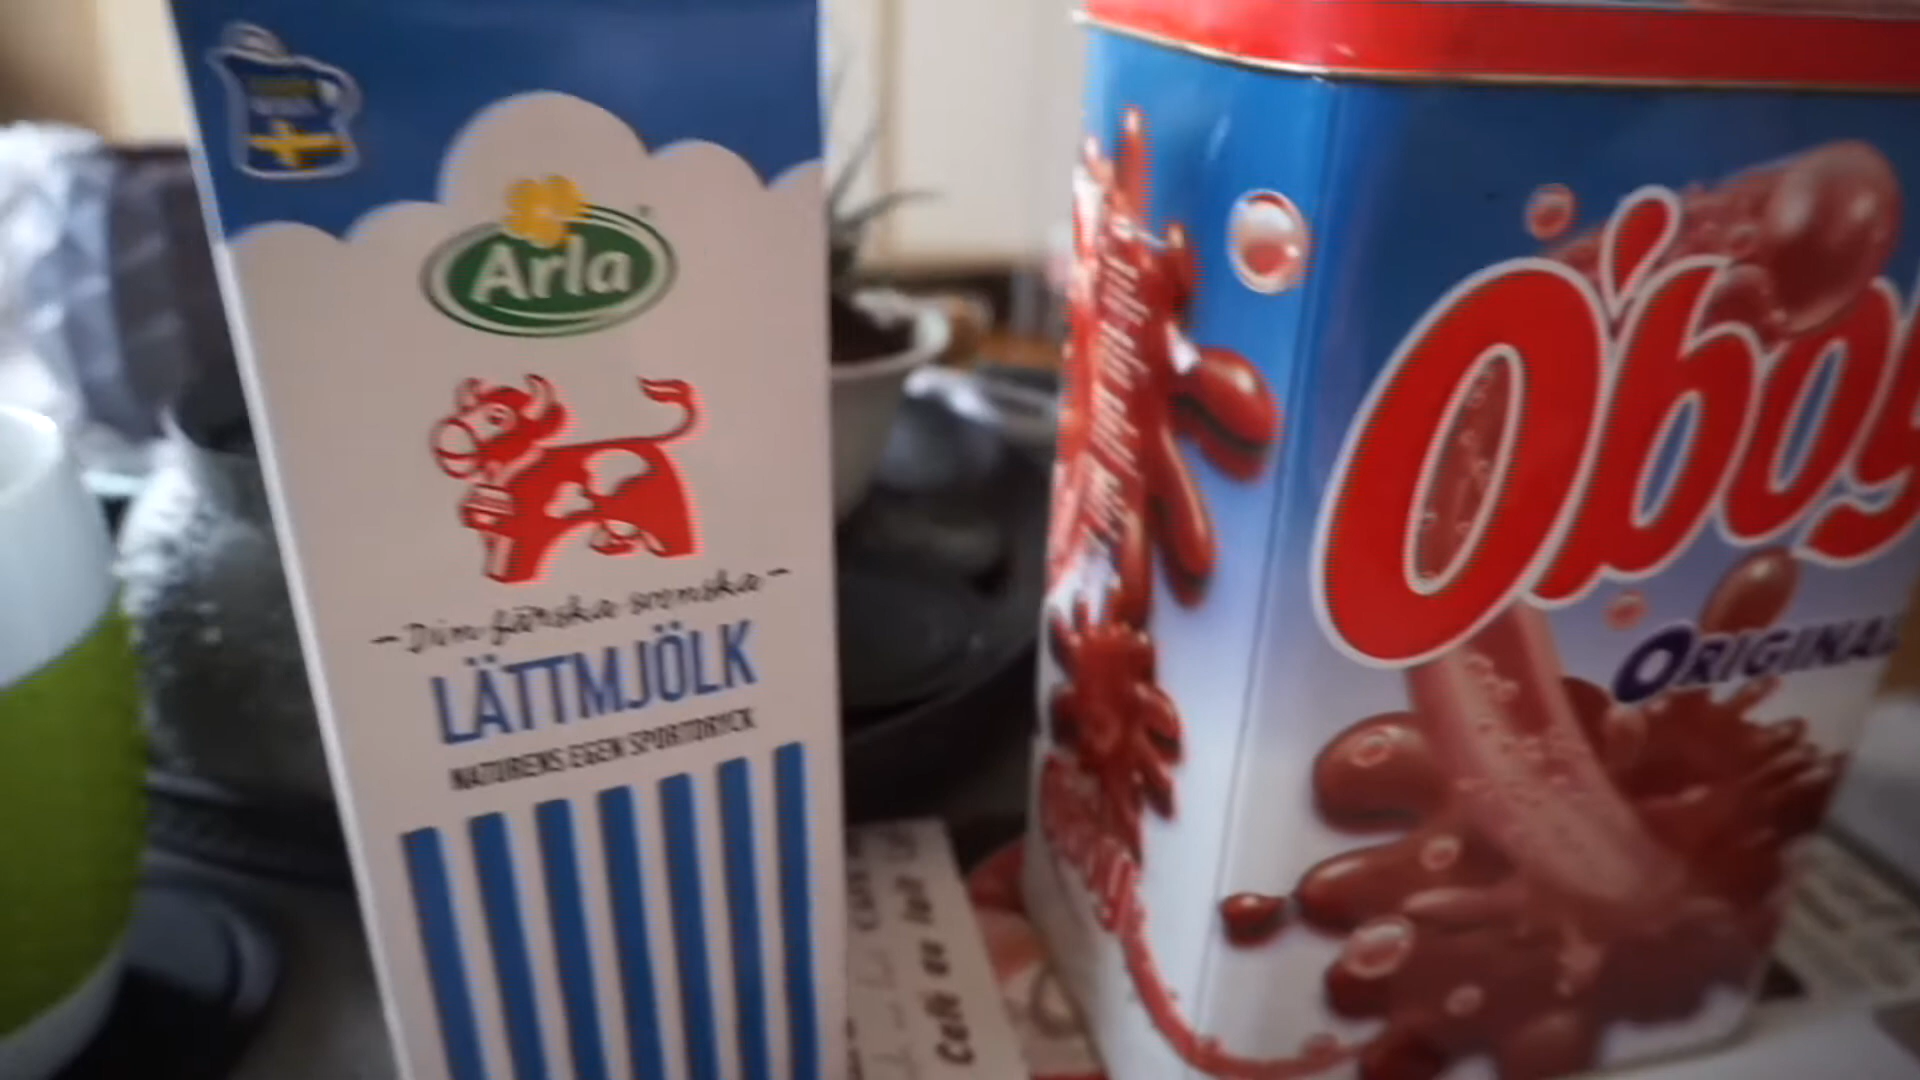 Arla
-Din färska svenska-
LÄTTMJÖLK
NATURENS EGEN SPORTDRYCK
O'boy
ORIGINAL